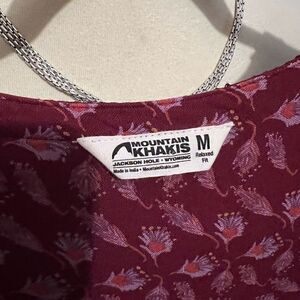 MOUNTAIN
KHAKIS
JACKSON HOLE • WYOMING
Made in India • MountainKhakis.com
M
Relaxed
Fit